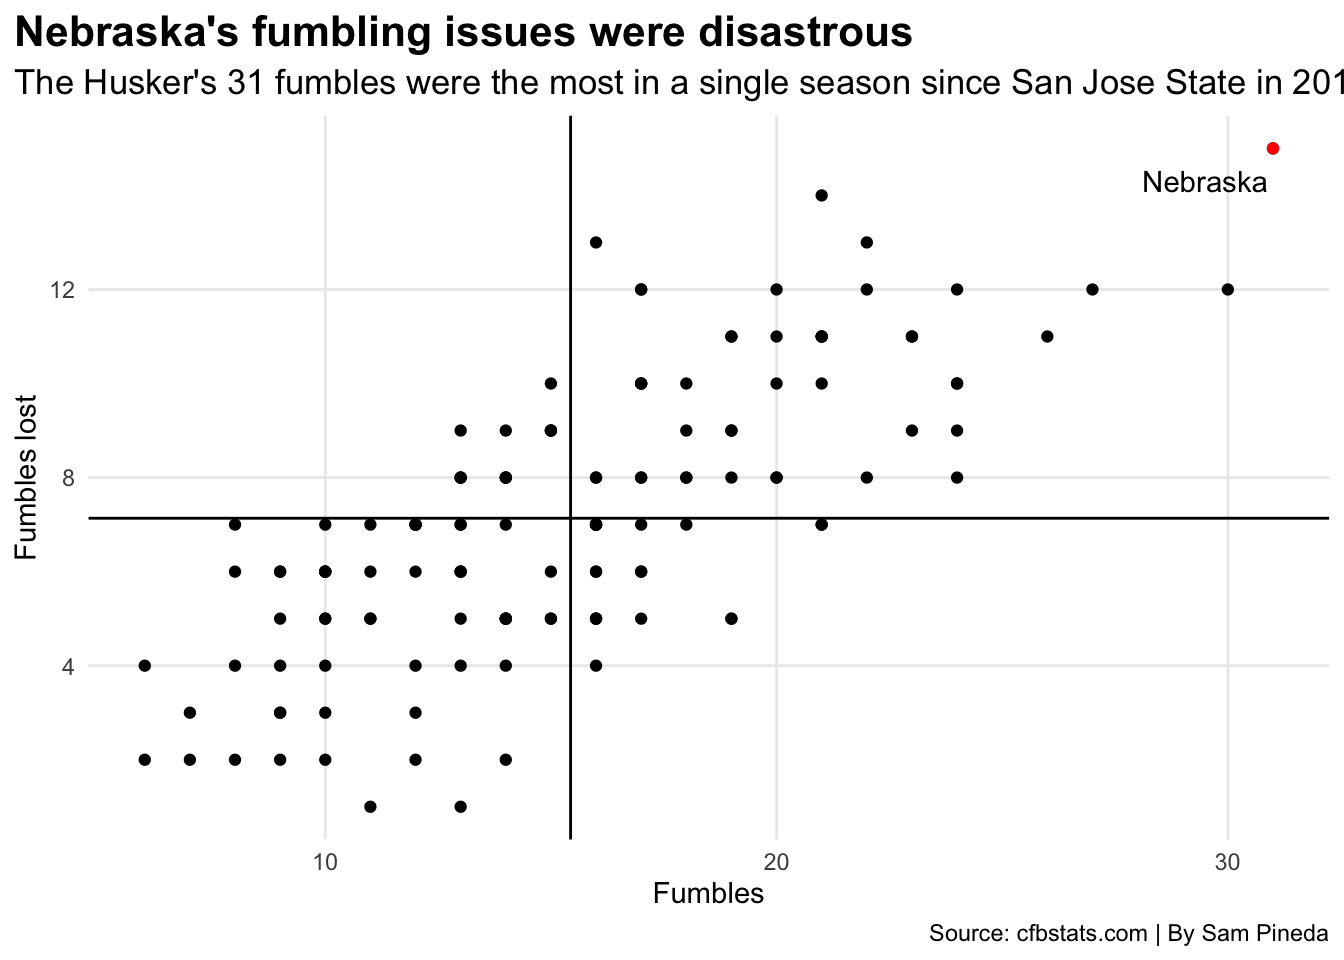 Nebraska's fumbling issues were disastrous
The Husker's 31 fumbles were the most in a single season since San Jose State in 201
Nebraska
12
8
4
Fumbles lost
10 20 30
Fumbles
Source: cfbstats.com | By Sam Pineda